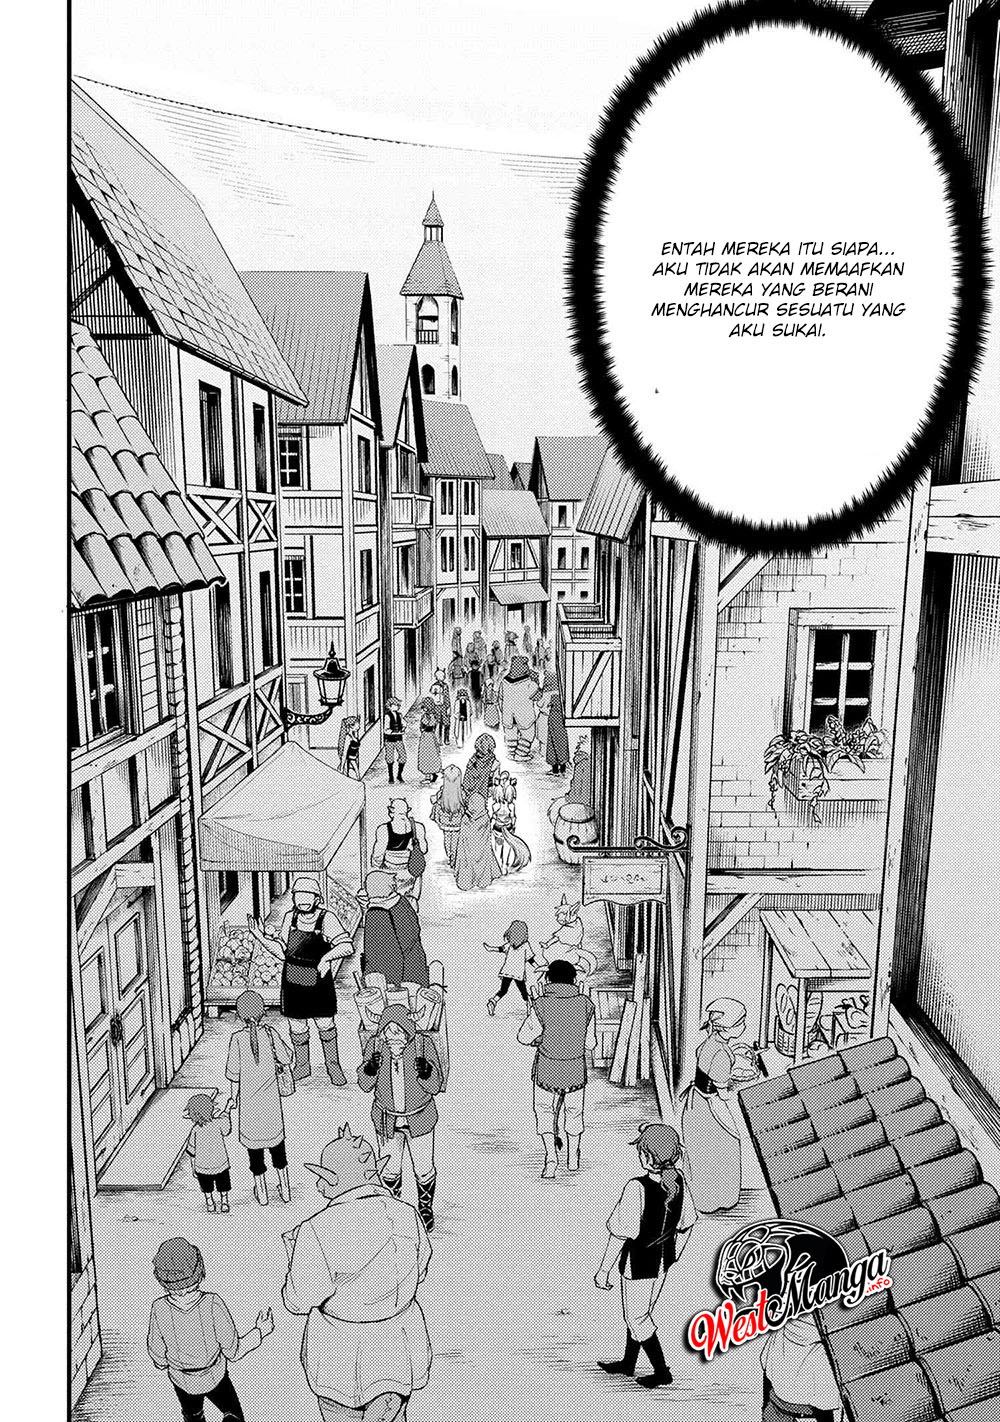 ENTAH MEREKA ITU SIAPA...
AKU TIDAK AKAN MEMAAFKAN
MEREKA YANG BERANI
MENGHANCUR SESUATU YANG
AKU SUKAI.
WestManga
.info